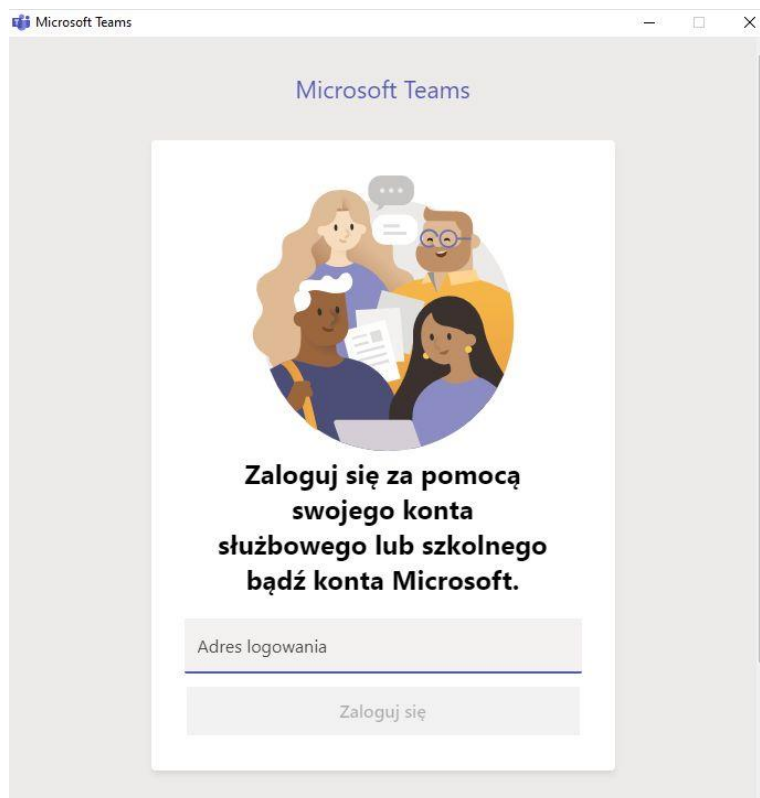 Microsoft Teams
Microsoft Teams
Zaloguj się za pomocą
swojego konta
służbowego lub szkolnego
bądź konta Microsoft.
Adres logowania
Zaloguj się